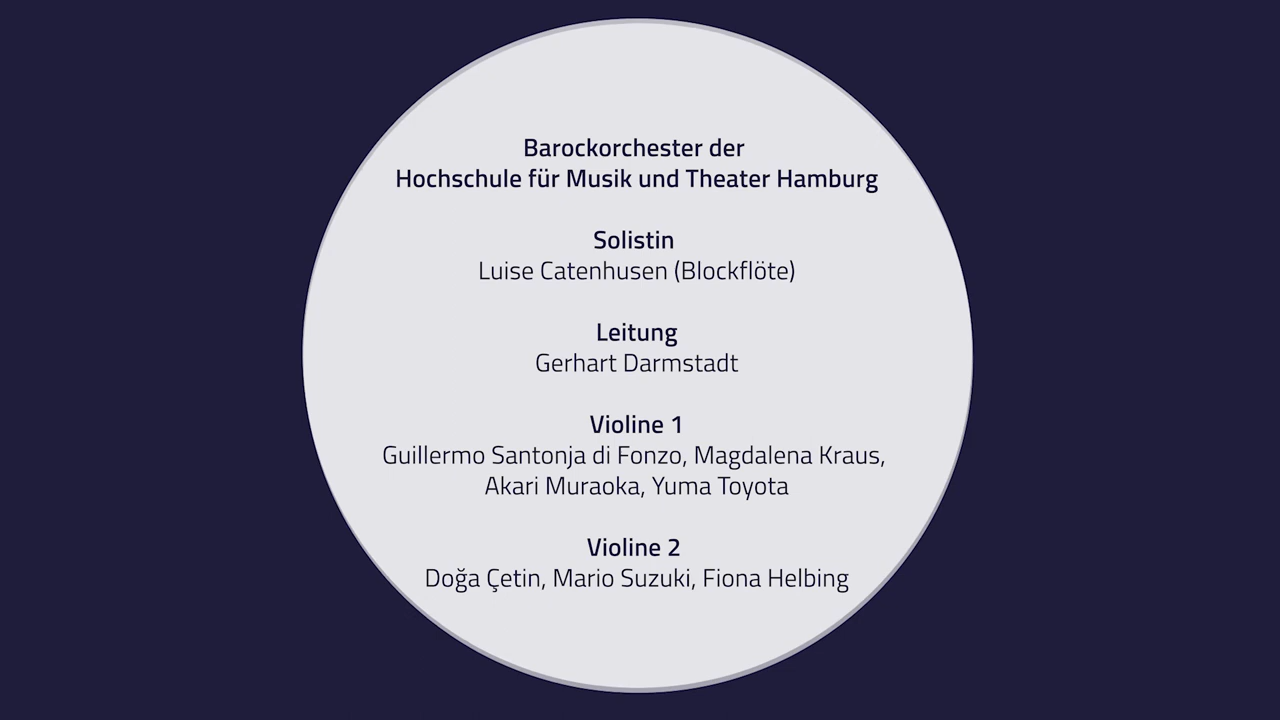 Barockorchester der
Hochschule für Musik und Theater Hamburg
Solistin
Luise Catenhusen (Blockflöte)
Leitung
Gerhart Darmstadt
Violine 1
Guillermo Santonja di Fonzo, Magdalena Kraus,
Akari Muraoka, Yuma Toyota
Violine 2
Doğa Çetin, Mario Suzuki, Fiona Helbing